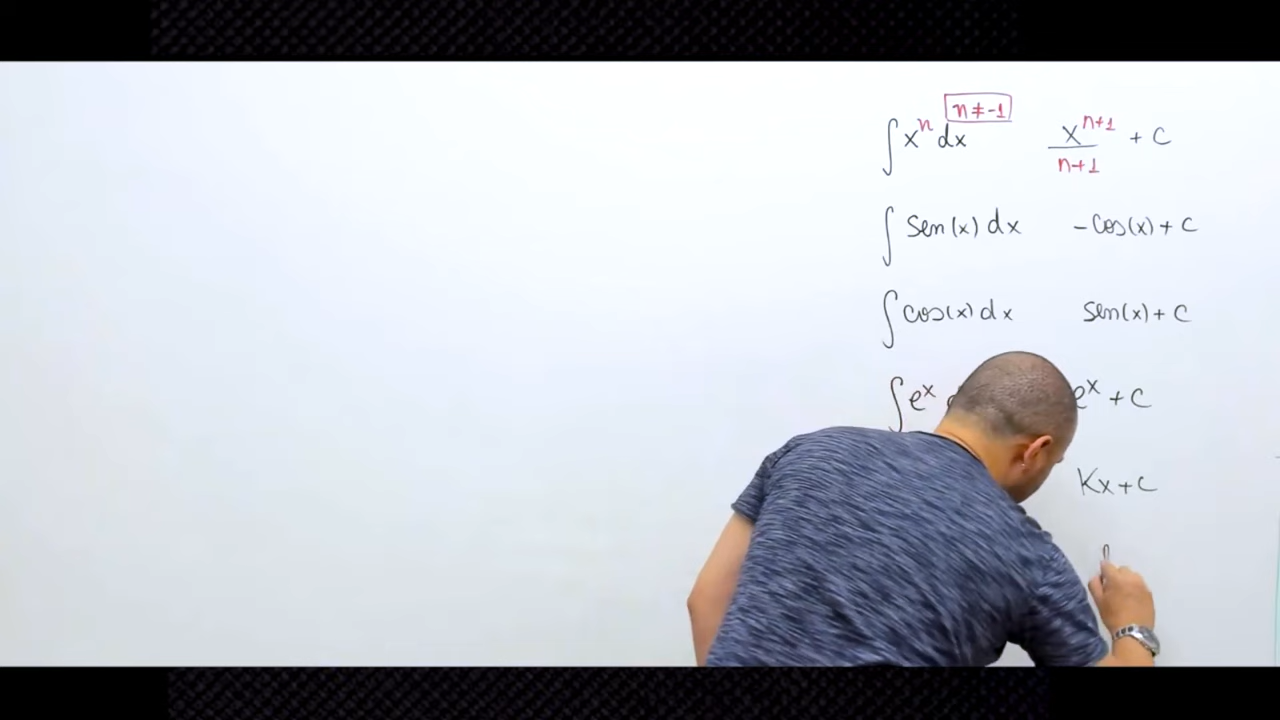 ∫ xⁿ dx n ≠ -1 xⁿ⁺¹/n+1 + C
∫ Sen(x) dx -Cos(x) + C
∫ cos(x) dx Sen(x) + C
∫ eˣ eˣ + C
Kx + C